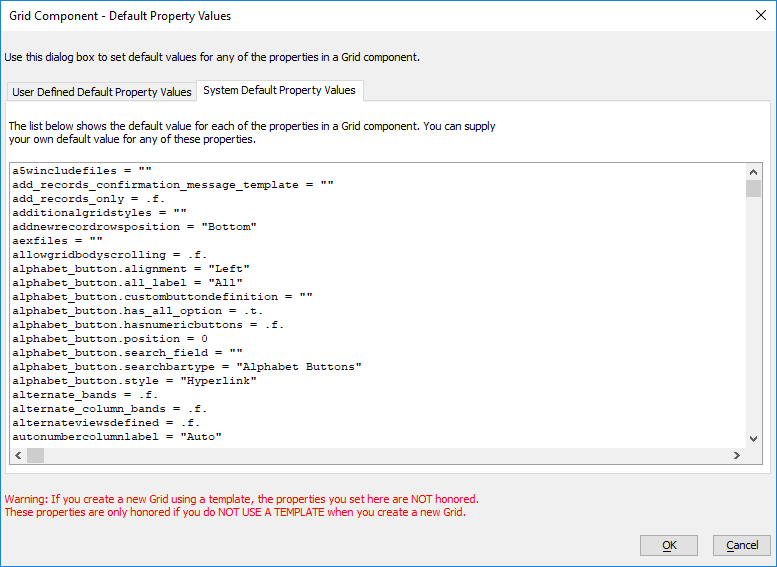 Grid Component - Default Property Values
Use this dialog box to set default values for any of the properties in a Grid component.
User Defined Default Property Values
System Default Property Values
The list below shows the default value for each of the properties in a Grid component. You can supply
your own default value for any of these properties.
a5wincludefiles = ""
add_records_confirmation_message_template = ""
add_records_only = .f.
additionalgridstyles = ""
addnewrecordrowsposition = "Bottom"
aexfiles = ""
allowgridbodyscrolling = .f.
alphabet_button.alignment = "Left"
alphabet_button.all_label = "All"
alphabet_button.custombuttondefinition = ""
alphabet_button.has_all_option = .t.
alphabet_button.hasnumericbuttons = .f.
alphabet_button.position = 0
alphabet_button.search_field = ""
alphabet_button.searchbartype = "Alphabet Buttons"
alphabet_button.style = "Hyperlink"
alternate_bands = .f.
alternate_column_bands = .f.
alternateviewsdefined = .f.
autonumbercolumnlabel = "Auto"
Warning: If you create a new Grid using a template, the properties you set here are NOT honored.
These properties are only honored if you do NOT USE A TEMPLATE when you create a new Grid.
OK
Cancel